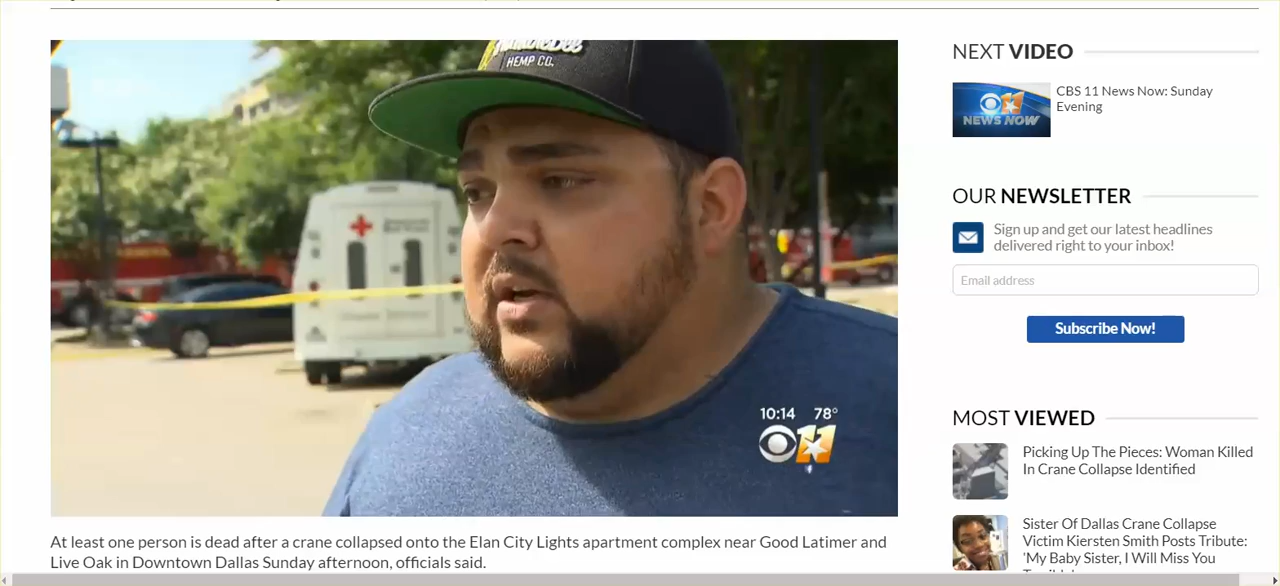 HEMP CO.
10:14 78°
11
NEXT VIDEO
11
NEWS NOW
CBS 11 News Now: Sunday
Evening
OUR NEWSLETTER
Sign up and get our latest headlines
delivered right to your inbox!
Email address
Subscribe Now!
MOST VIEWED
Picking Up The Pieces: Woman Killed
In Crane Collapse Identified
Sister Of Dallas Crane Collapse
Victim Kiersten Smith Posts Tribute:
'My Baby Sister, I Will Miss You
At least one person is dead after a crane collapsed onto the Elan City Lights apartment complex near Good Latimer and
Live Oak in Downtown Dallas Sunday afternoon, officials said.